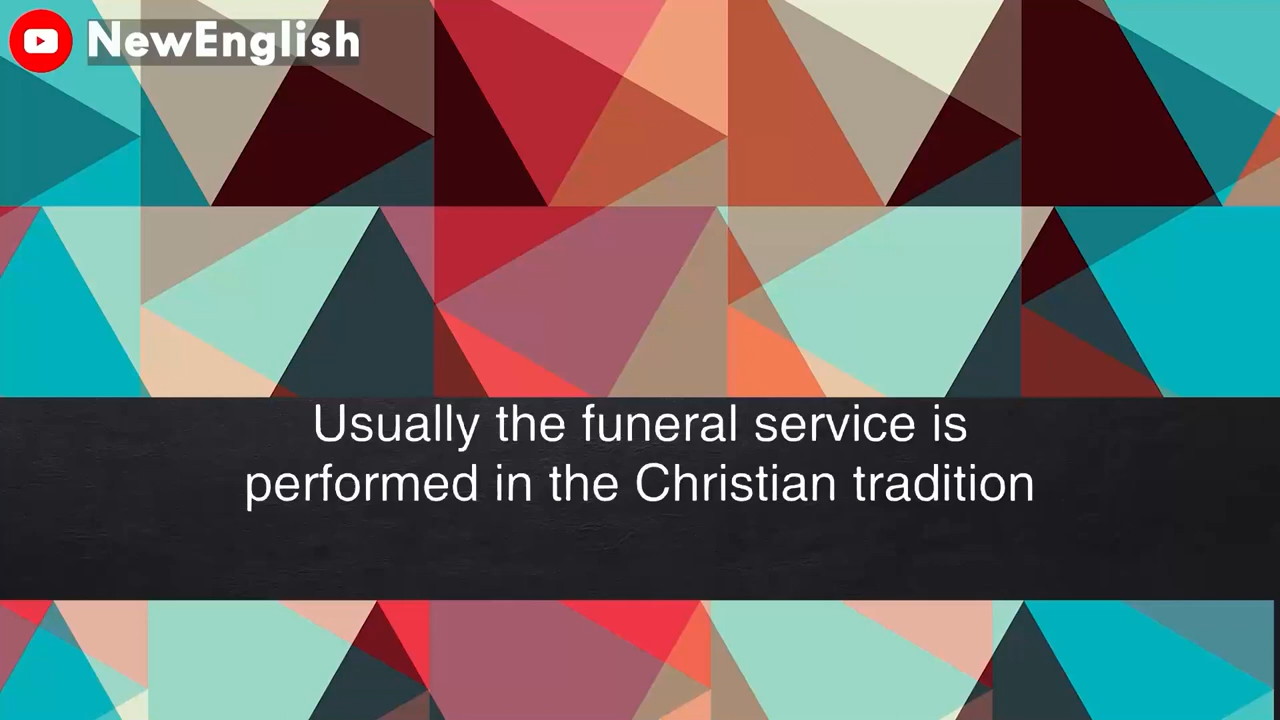 NewEnglish
Usually the funeral service is
performed in the Christian tradition